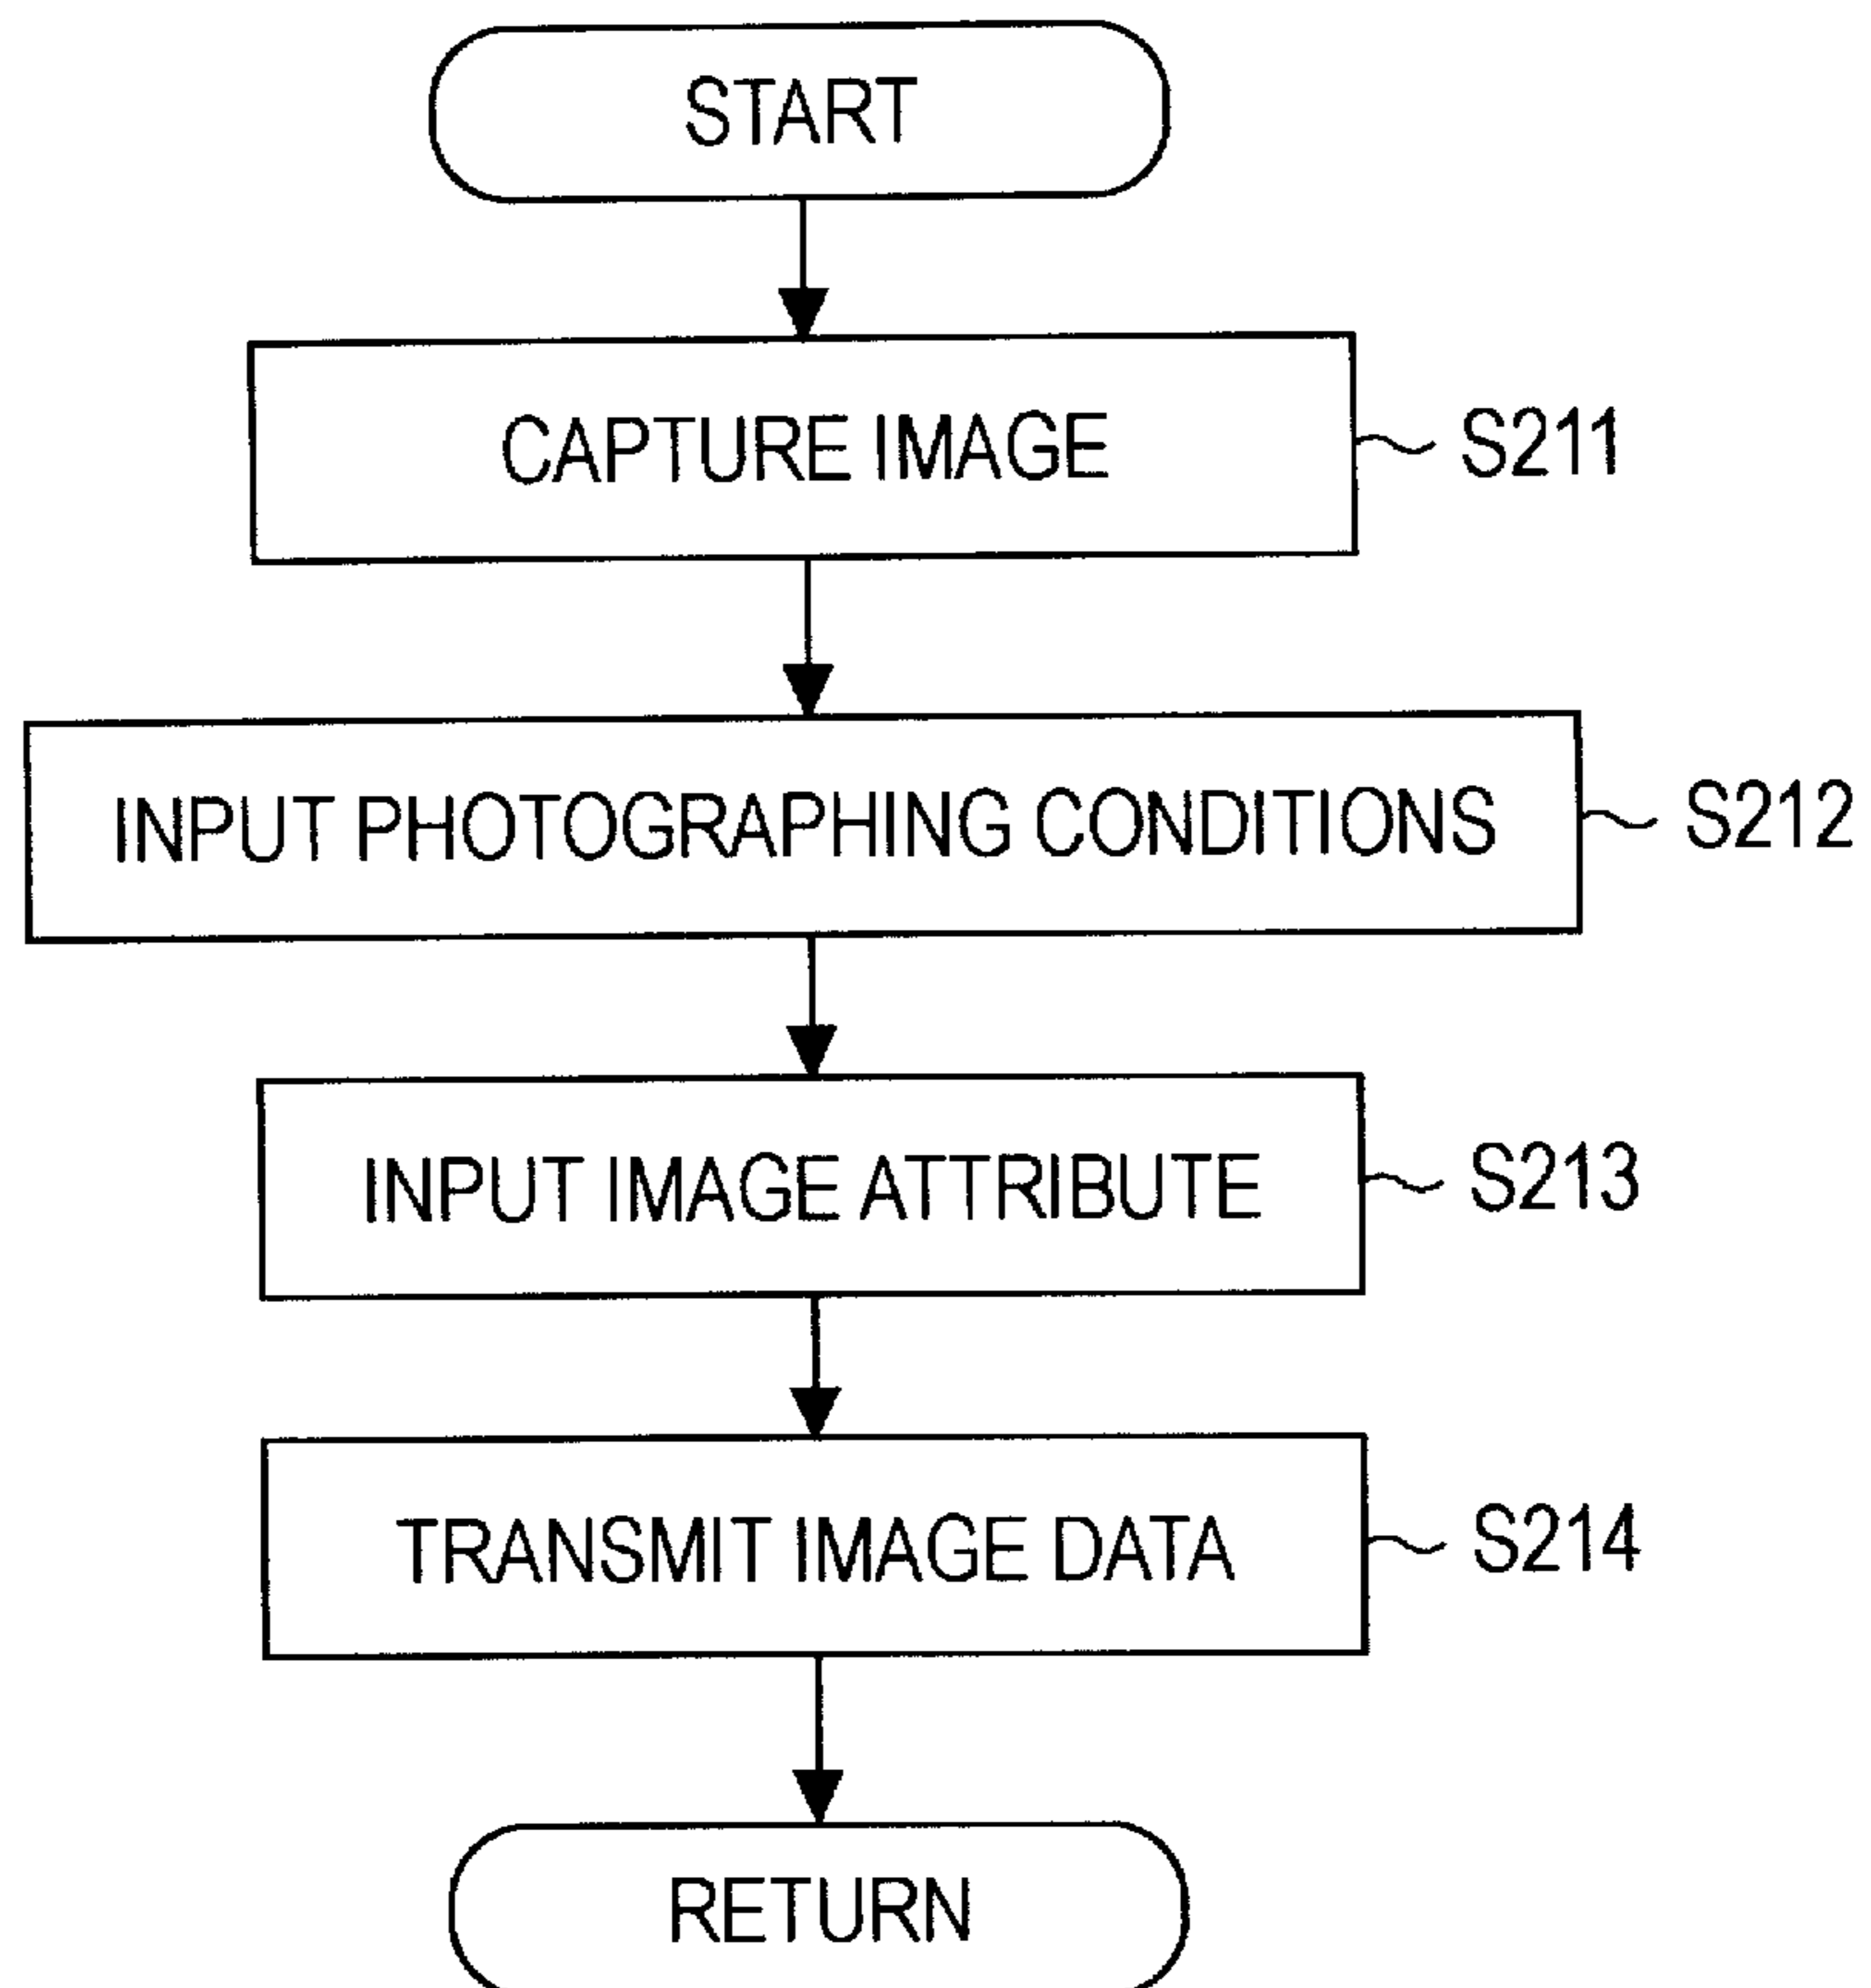 START
CAPTURE IMAGE
S211
INPUT PHOTOGRAPHING CONDITIONS
S212
INPUT IMAGE ATTRIBUTE
S213
TRANSMIT IMAGE DATA
S214
RETURN